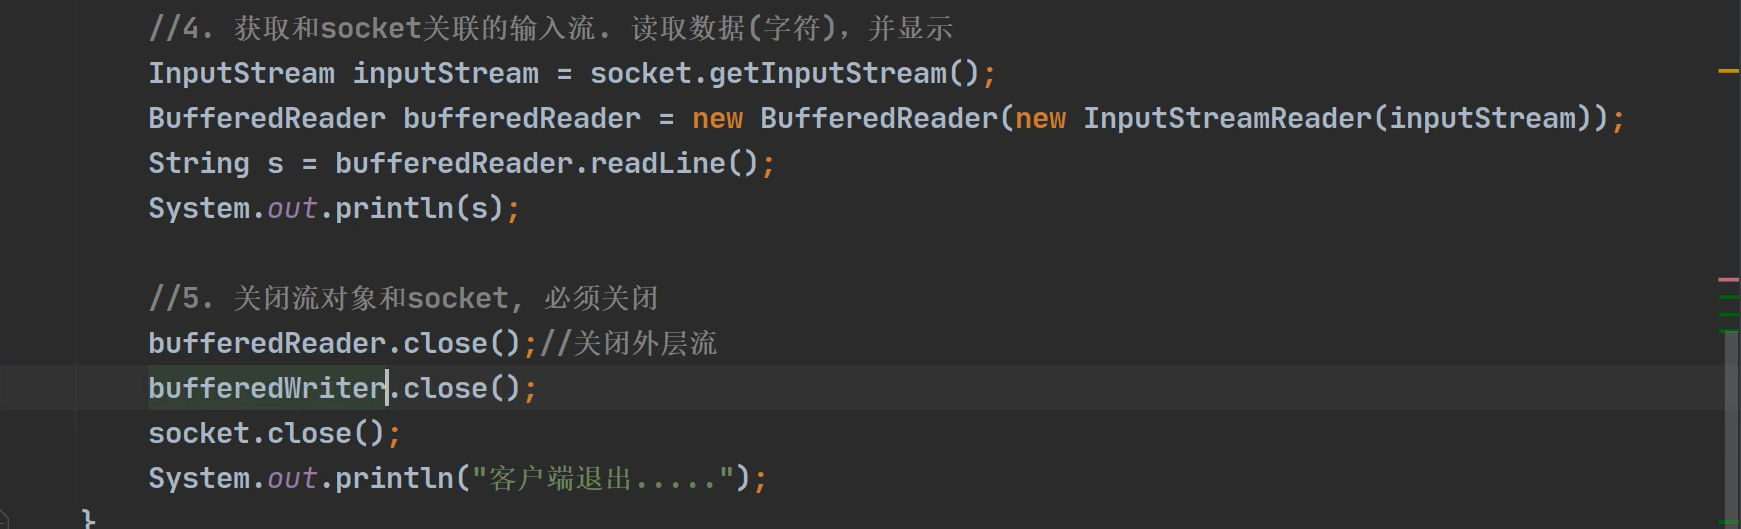 //4. 获取和socket关联的输入流. 读取数据(字符)，并显示
InputStream inputStream = socket.getInputStream();
BufferedReader bufferedReader = new BufferedReader(new InputStreamReader(inputStream));
String s = bufferedReader.readLine();
System.out.println(s);
//5. 关闭流对象和socket, 必须关闭
bufferedReader.close();//关闭外层流
bufferedWriter.close();
socket.close();
System.out.println("客户端退出.....");
}